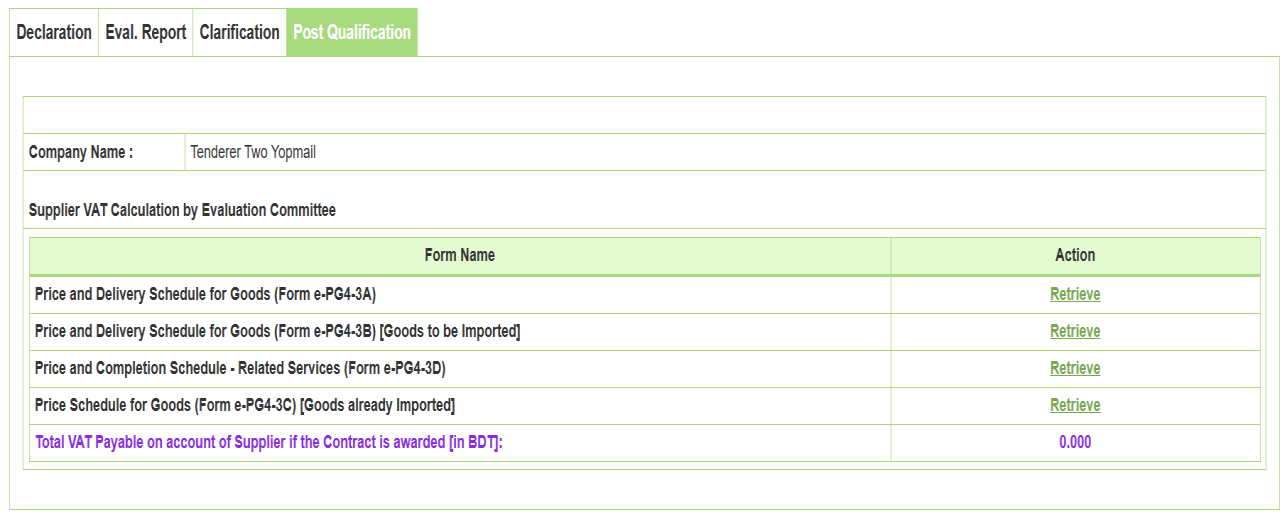 Declaration Eval. Report Clarification Post Qualification
Company Name : Tenderer Two Yopmail
Supplier VAT Calculation by Evaluation Committee
Form Name Action
Price and Delivery Schedule for Goods (Form e-PG4-3A) Retrieve
Price and Delivery Schedule for Goods (Form e-PG4-3B) [Goods to be Imported] Retrieve
Price and Completion Schedule - Related Services (Form e-PG4-3D) Retrieve
Price Schedule for Goods (Form e-PG4-3C) [Goods already Imported] Retrieve
Total VAT Payable on account of Supplier if the Contract is awarded [in BDT]: 0.000